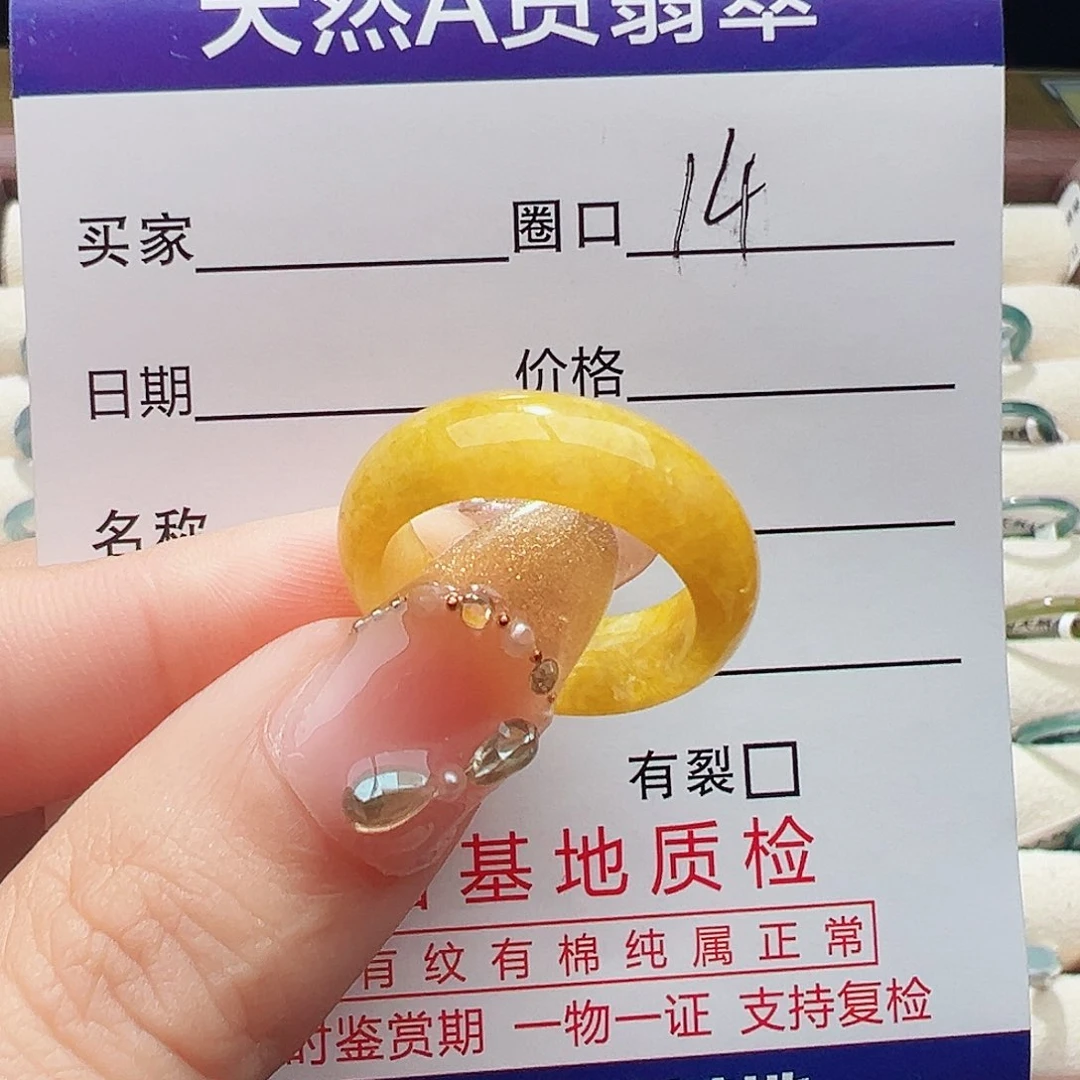 天然A货翡翠
买家 圈口 14
日期 价格
名称
有裂
基地质检
有纹有棉纯属正常
时鉴赏期 一物一证 支持复检